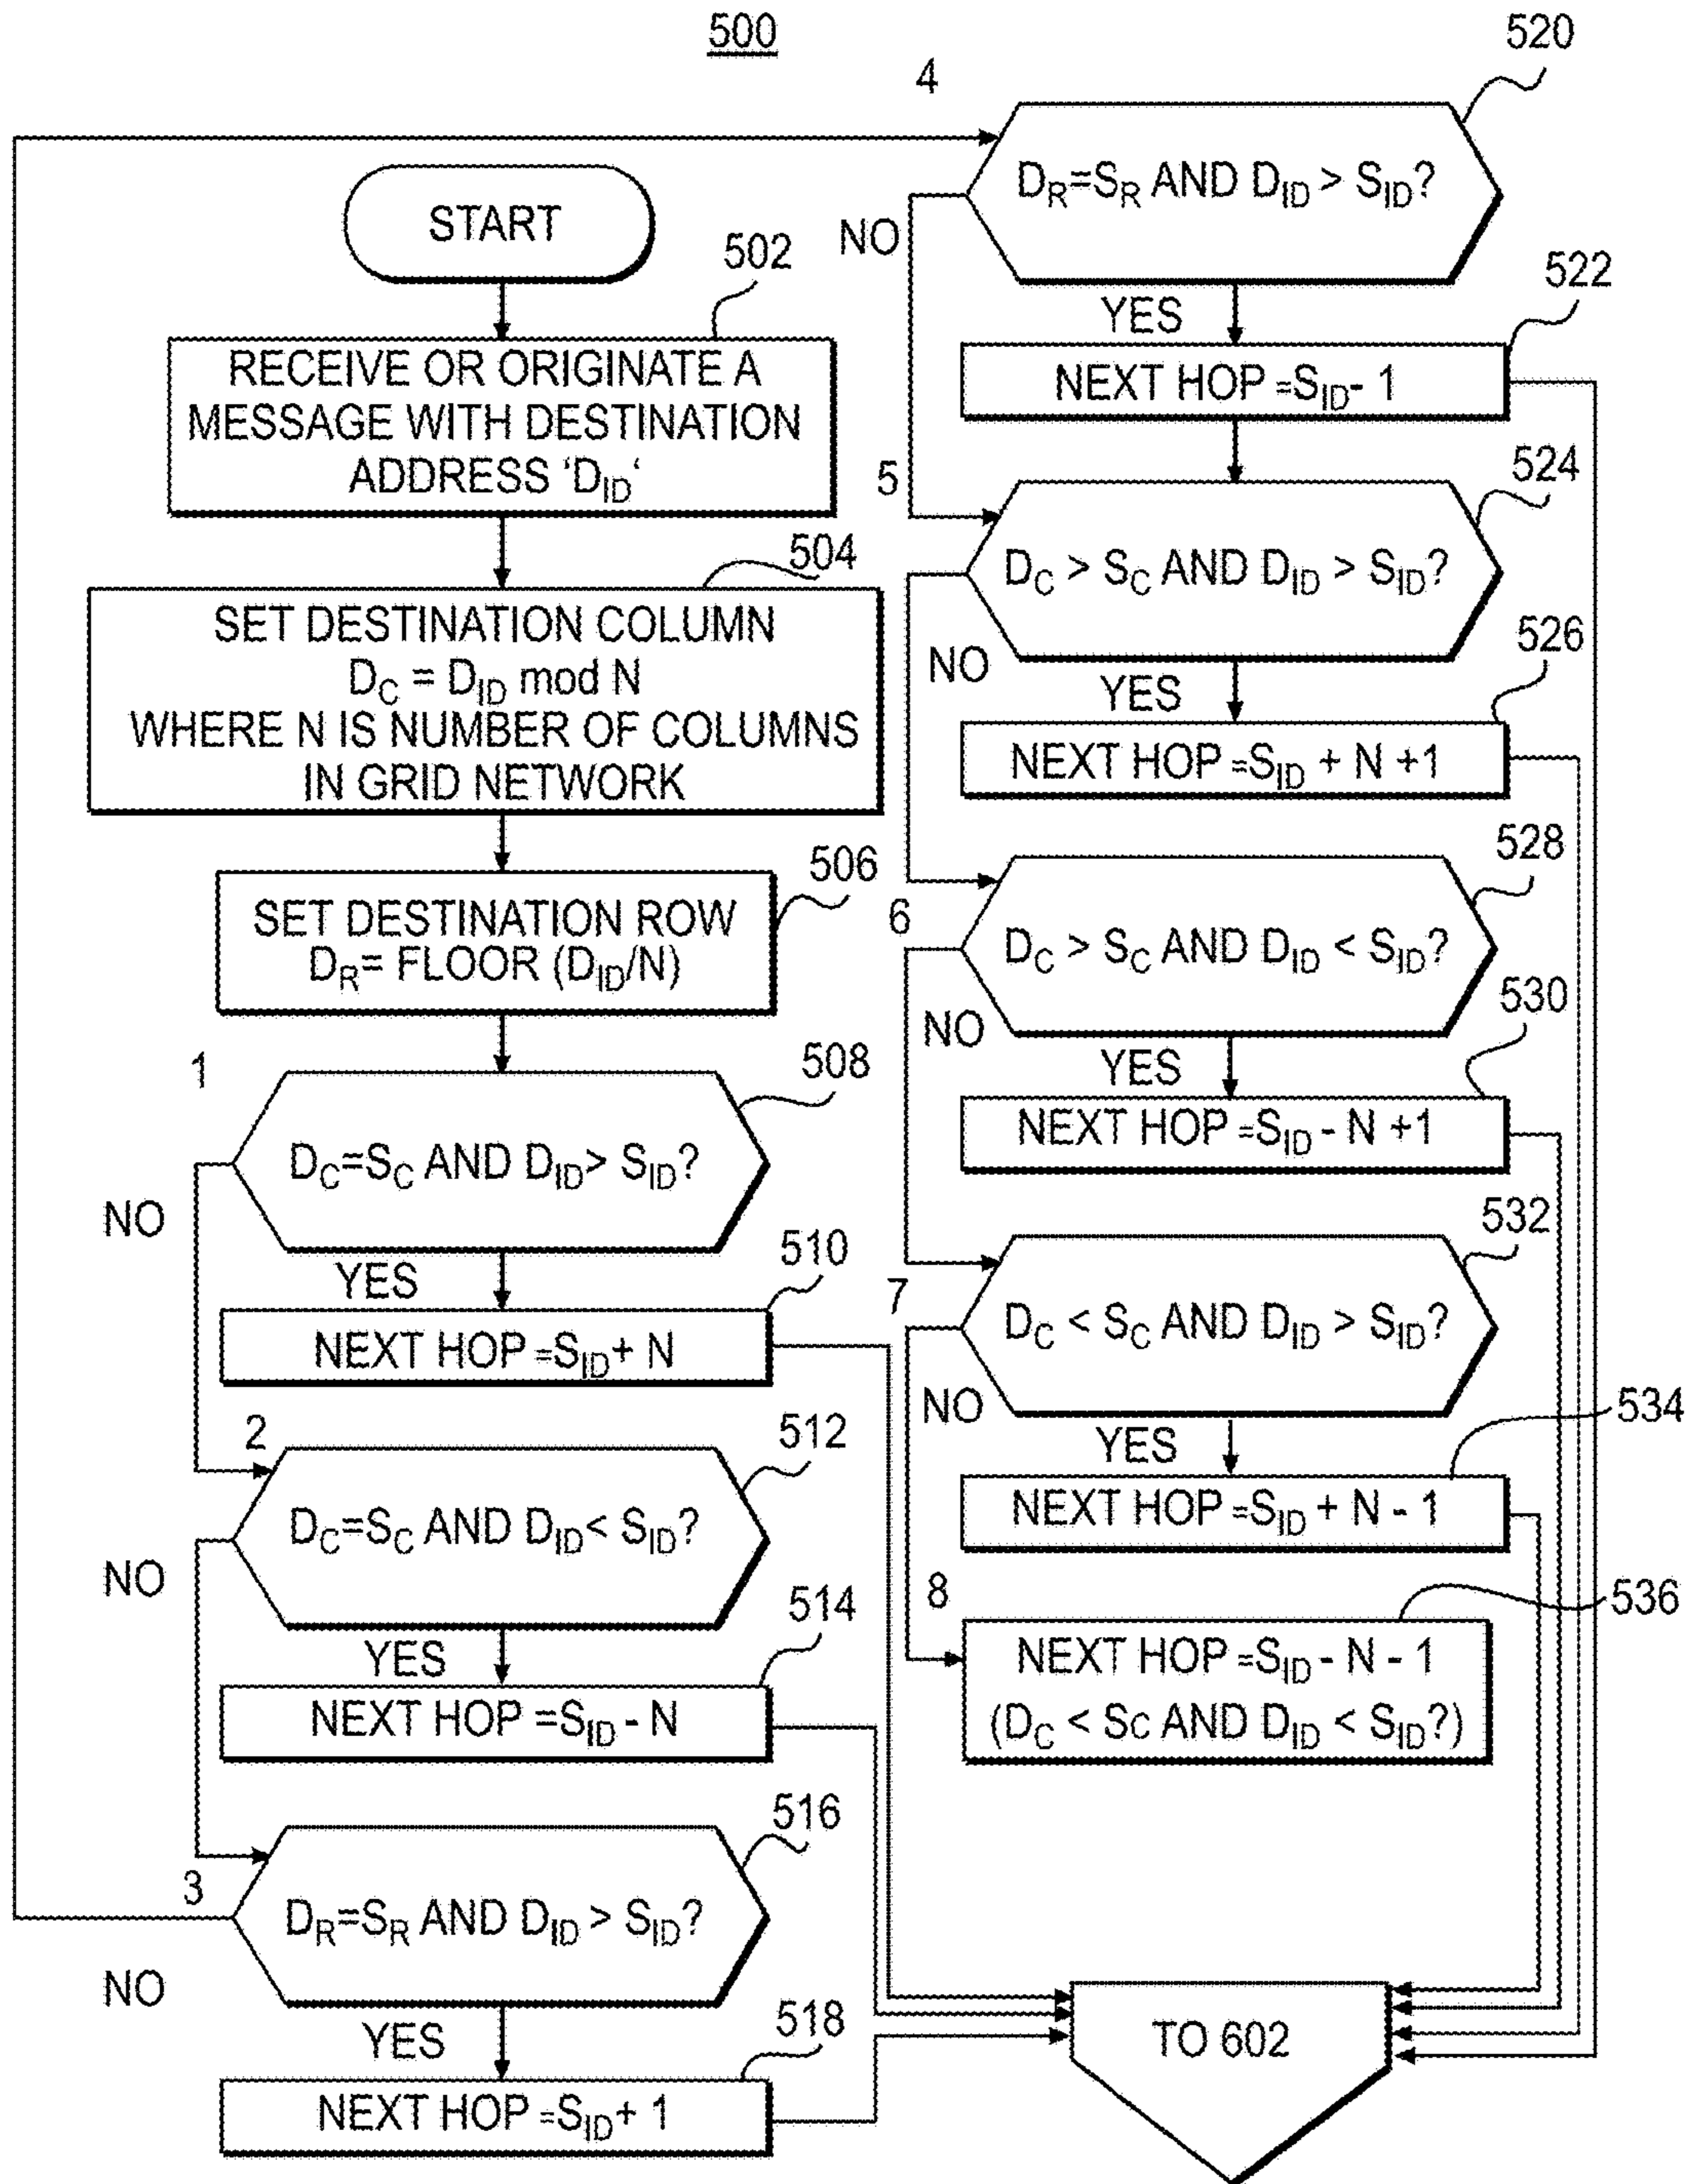 500
START
502
RECEIVE OR ORIGINATE A
MESSAGE WITH DESTINATION
ADDRESS 'D_ID'
504
SET DESTINATION COLUMN
D_C = D_ID mod N
WHERE N IS NUMBER OF COLUMNS
IN GRID NETWORK
506
SET DESTINATION ROW
D_R= FLOOR (D_ID/N)
1
508
D_C=S_C AND D_ID> S_ID?
NO
YES
510
NEXT HOP =S_ID+ N
2
512
D_C=S_C AND D_ID< S_ID?
NO
YES
514
NEXT HOP =S_ID - N
3
516
D_R=S_R AND D_ID > S_ID?
NO
YES
518
NEXT HOP =S_ID+ 1
4
520
D_R=S_R AND D_ID > S_ID?
NO
YES
522
NEXT HOP =S_ID- 1
5
524
D_C > S_C AND D_ID > S_ID?
NO
YES
526
NEXT HOP =S_ID + N +1
6
528
D_C > S_C AND D_ID < S_ID?
NO
YES
530
NEXT HOP =S_ID - N +1
7
532
D_C < S_C AND D_ID > S_ID?
NO
YES
534
NEXT HOP =S_ID + N - 1
8
536
NEXT HOP =S_ID - N - 1
(D_C < SC AND D_ID < S_ID?)
TO 602